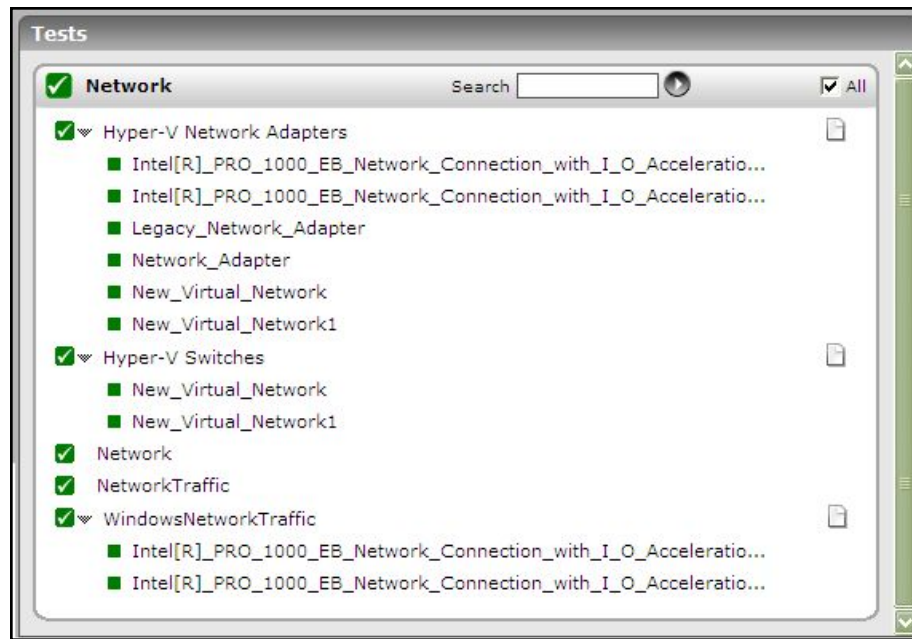 Tests
Network Search All
Hyper-V Network Adapters
Intel[R]_PRO_1000_EB_Network_Connection_with_I_O_Acceleratio...
Intel[R]_PRO_1000_EB_Network_Connection_with_I_O_Acceleratio...
Legacy_Network_Adapter
Network_Adapter
New_Virtual_Network
New_Virtual_Network1
Hyper-V Switches
New_Virtual_Network
New_Virtual_Network1
Network
NetworkTraffic
WindowsNetworkTraffic
Intel[R]_PRO_1000_EB_Network_Connection_with_I_O_Acceleratio...
Intel[R]_PRO_1000_EB_Network_Connection_with_I_O_Acceleratio...